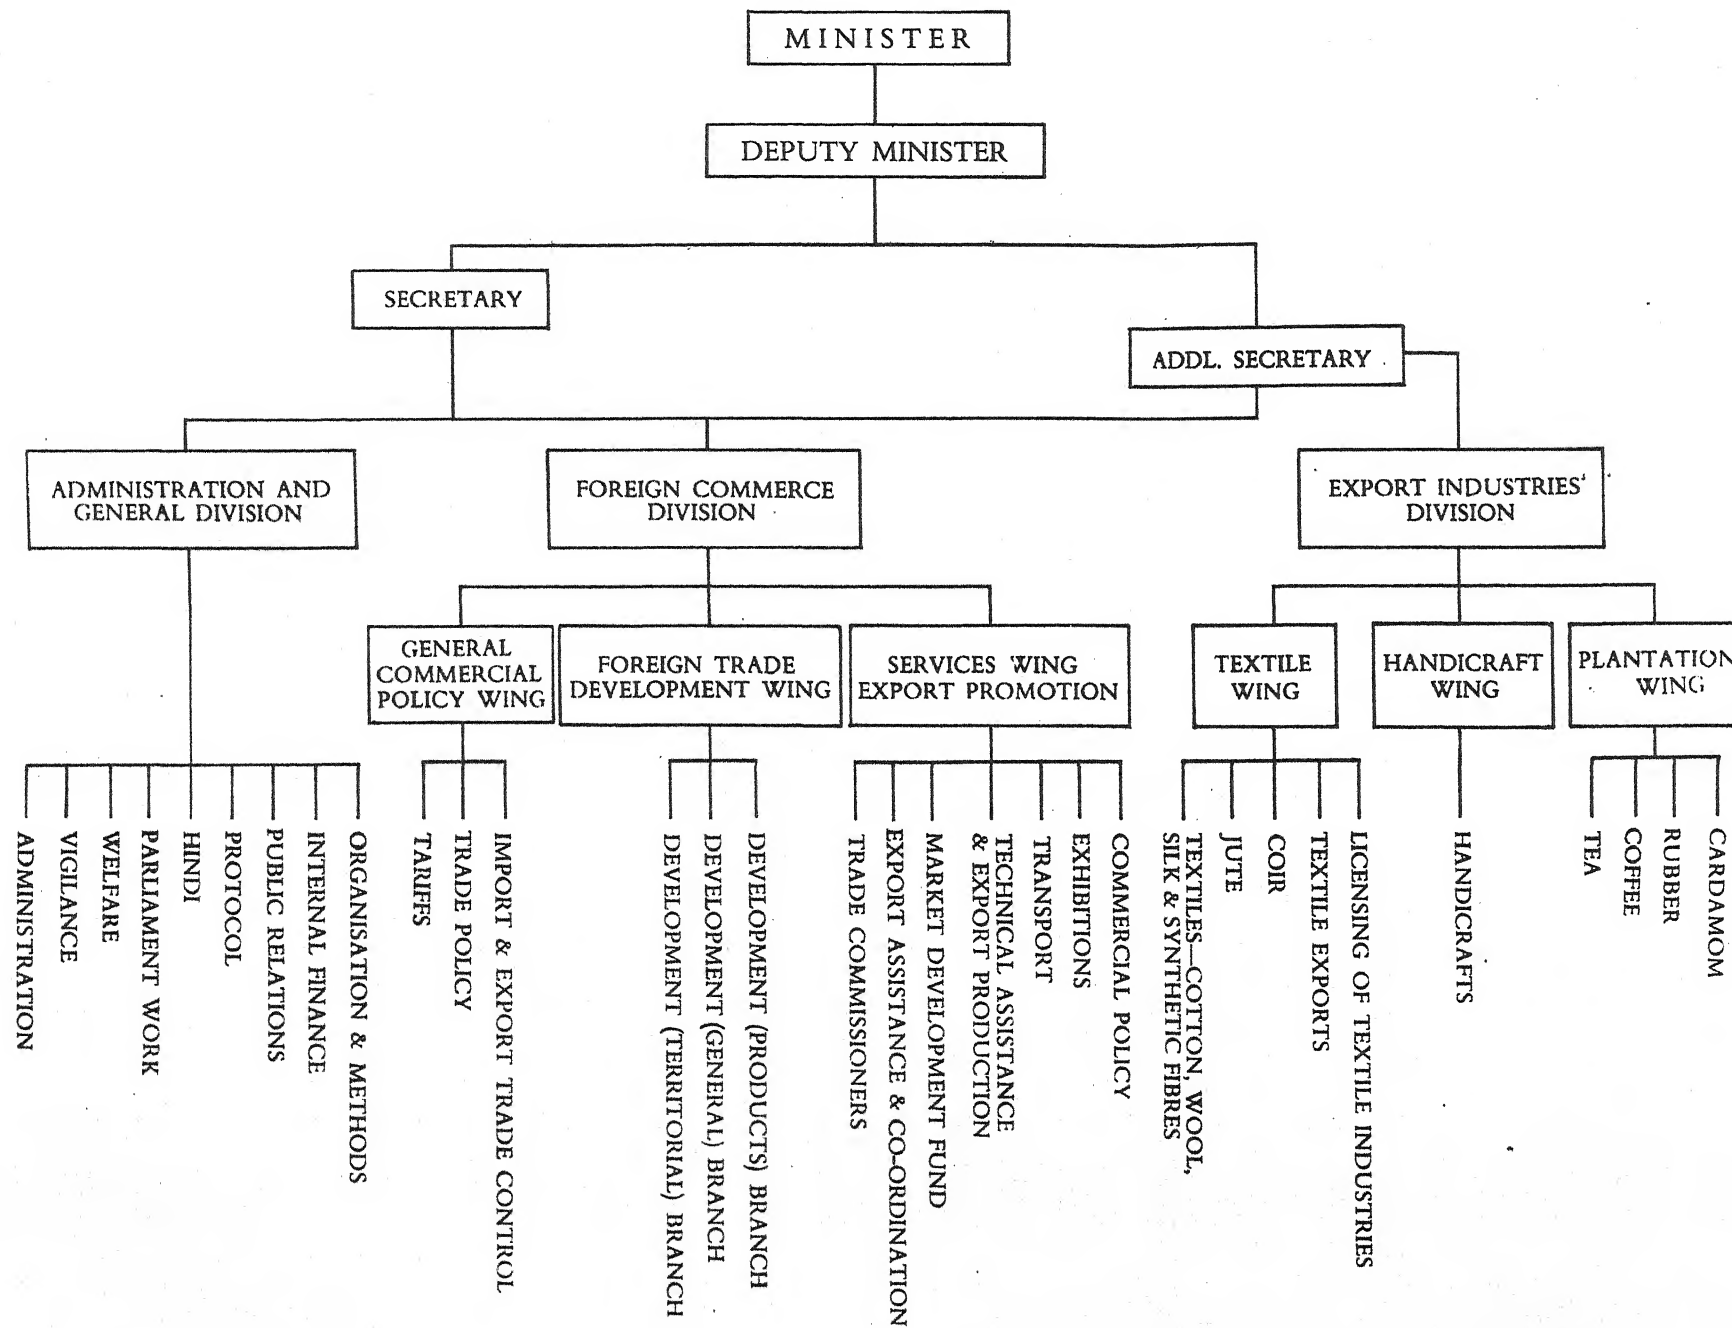 MINISTER
DEPUTY MINISTER
SECRETARY
ADDL. SECRETARY
ADMINISTRATION AND
GENERAL DIVISION
FOREIGN COMMERCE
DIVISION
EXPORT INDUSTRIES'
DIVISION
GENERAL
COMMERCIAL
POLICY WING
FOREIGN TRADE
DEVELOPMENT WING
SERVICES WING
EXPORT PROMOTION
TEXTILE
WING
HANDICRAFT
WING
PLANTATION
WING
ADMINISTRATION
VIGILANCE
WELFARE
PARLIAMENT WORK
HINDI
PROTOCOL
PUBLIC RELATIONS
INTERNAL FINANCE
ORGANISATION & METHODS
TARIFFS
TRADE POLICY
IMPORT & EXPORT TRADE CONTROL
DEVELOPMENT (TERRITORIAL) BRANCH
DEVELOPMENT (GENERAL) BRANCH
DEVELOPMENT (PRODUCTS) BRANCH
TRADE COMMISSIONERS
EXPORT ASSISTANCE & CO-ORDINATION
MARKET DEVELOPMENT FUND
TECHNICAL ASSISTANCE
& EXPORT PRODUCTION
TRANSPORT
EXHIBITIONS
COMMERCIAL POLICY
TEXTILES—COTTON, WOOL,
SILK & SYNTHETIC FIBRES
JUTE
COIR
TEXTILE EXPORTS
LICENSING OF TEXTILE INDUSTRIES
HANDICRAFTS
TEA
COFFEE
RUBBER
CARDAMOM